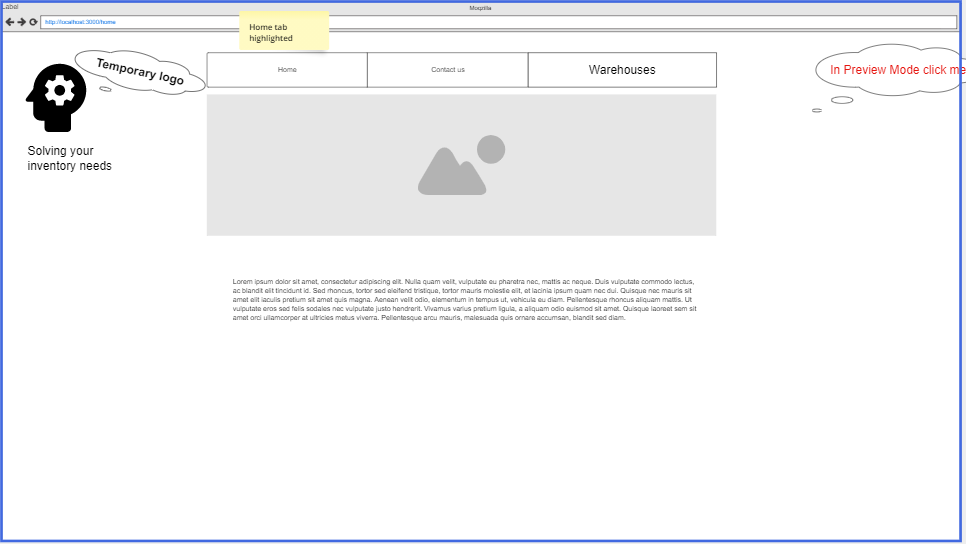 Label
Moqzilla
http://localhost:3000/home
Home tab
highlighted
Temporary logo
Home
Contact us
Warehouses
In Preview Mode click me
Solving your
inventory needs
Lorem ipsum dolor sit amet, consectetur adipiscing elit. Nulla quam velit, vulputate eu pharetra nec, mattis ac neque. Duis vulputate commodo lectus,
ac blandit elit tincidunt id. Sed rhoncus, tortor sed eleifend tristique, tortor mauris molestie elit, et lacinia ipsum quam nec dui. Quisque nec mauris sit
amet elit iaculis pretium sit amet quis magna. Aenean velit odio, elementum in tempus ut, vehicula eu diam. Pellentesque rhoncus aliquam mattis. Ut
vulputate eros sed felis sodales nec vulputate justo hendrerit. Vivamus varius pretium ligula, a aliquam odio euismod sit amet. Quisque laoreet sem sit
amet orci ullamcorper at ultricies metus viverra. Pellentesque arcu mauris, malesuada quis ornare accumsan, blandit sed diam.